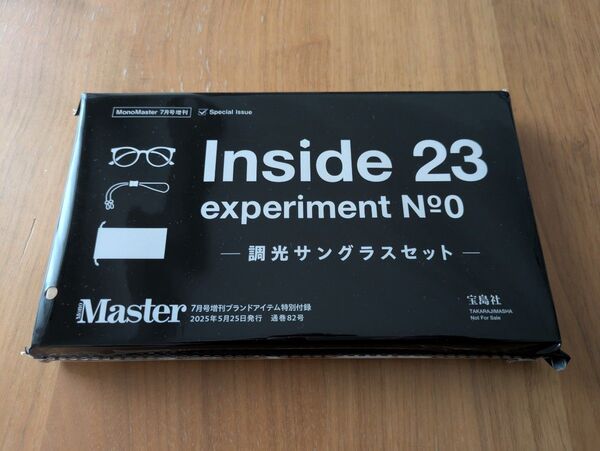 MonoMaster 7月号増刊 Special Issue
Inside 23
experiment Nº0
調光サングラスセット
Mono Master
7月号増刊ブランドアイテム特別付録
2025年5月25日発行 通巻82号
宝島社
TAKARAJIMASHA
Not For Sale